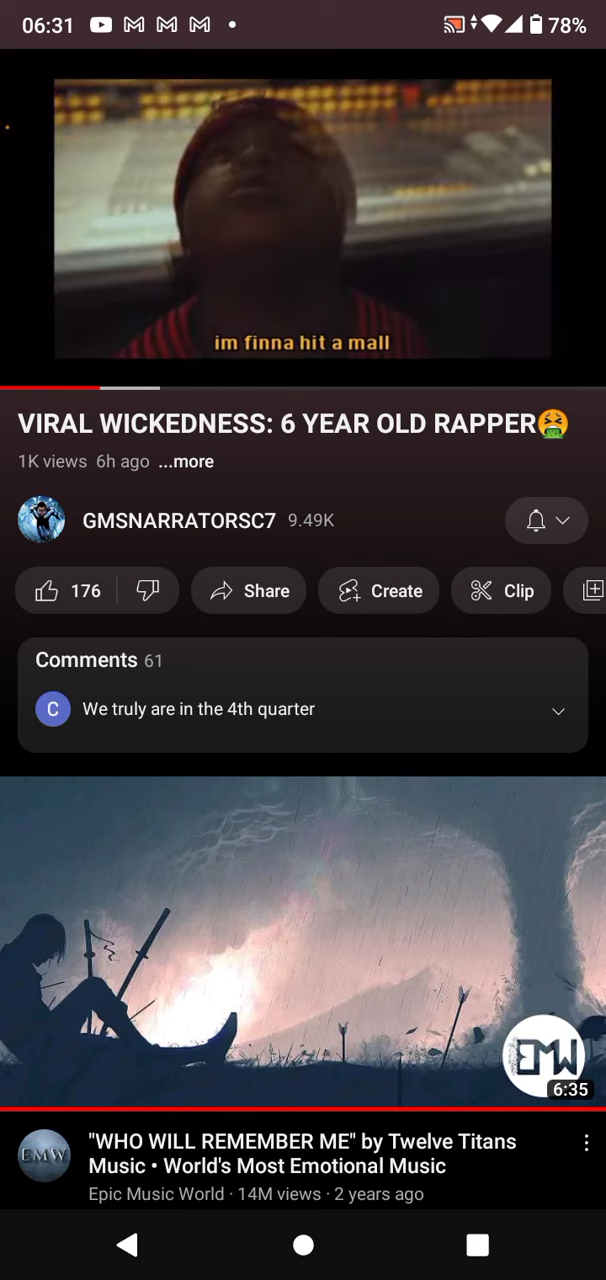 06:31
78%
im finna hit a mall
VIRAL WICKEDNESS: 6 YEAR OLD RAPPER🤮
1K views 6h ago ...more
GMSNARRATORSC7 9.49K
176 Share Create Clip
Comments 61
C We truly are in the 4th quarter
EMW
6:35
EMW
"WHO WILL REMEMBER ME" by Twelve Titans
Music • World's Most Emotional Music
Epic Music World · 14M views · 2 years ago